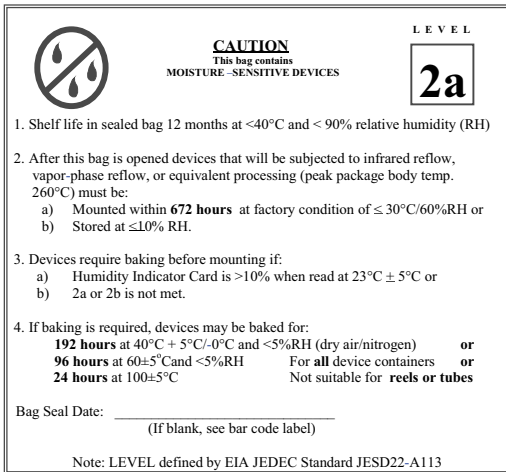 LEVEL
CAUTION
This bag contains
MOISTURE –SENSITIVE DEVICES
2a
1. Shelf life in sealed bag 12 months at <40°C and < 90% relative humidity (RH)
2. After this bag is opened devices that will be subjected to infrared reflow,
vapor-phase reflow, or equivalent processing (peak package body temp.
260°C) must be:
a) Mounted within 672 hours at factory condition of ≤ 30°C/60%RH or
b) Stored at ≤10% RH.
3. Devices require baking before mounting if:
a) Humidity Indicator Card is >10% when read at 23°C ± 5°C or
b) 2a or 2b is not met.
4. If baking is required, devices may be baked for:
192 hours at 40°C + 5°C/-0°C and <5%RH (dry air/nitrogen) or
96 hours at 60±5°Cand <5%RH For all device containers or
24 hours at 100±5°C Not suitable for reels or tubes
Bag Seal Date: ____________________________
(If blank, see bar code label)
Note: LEVEL defined by EIA JEDEC Standard JESD22-A113